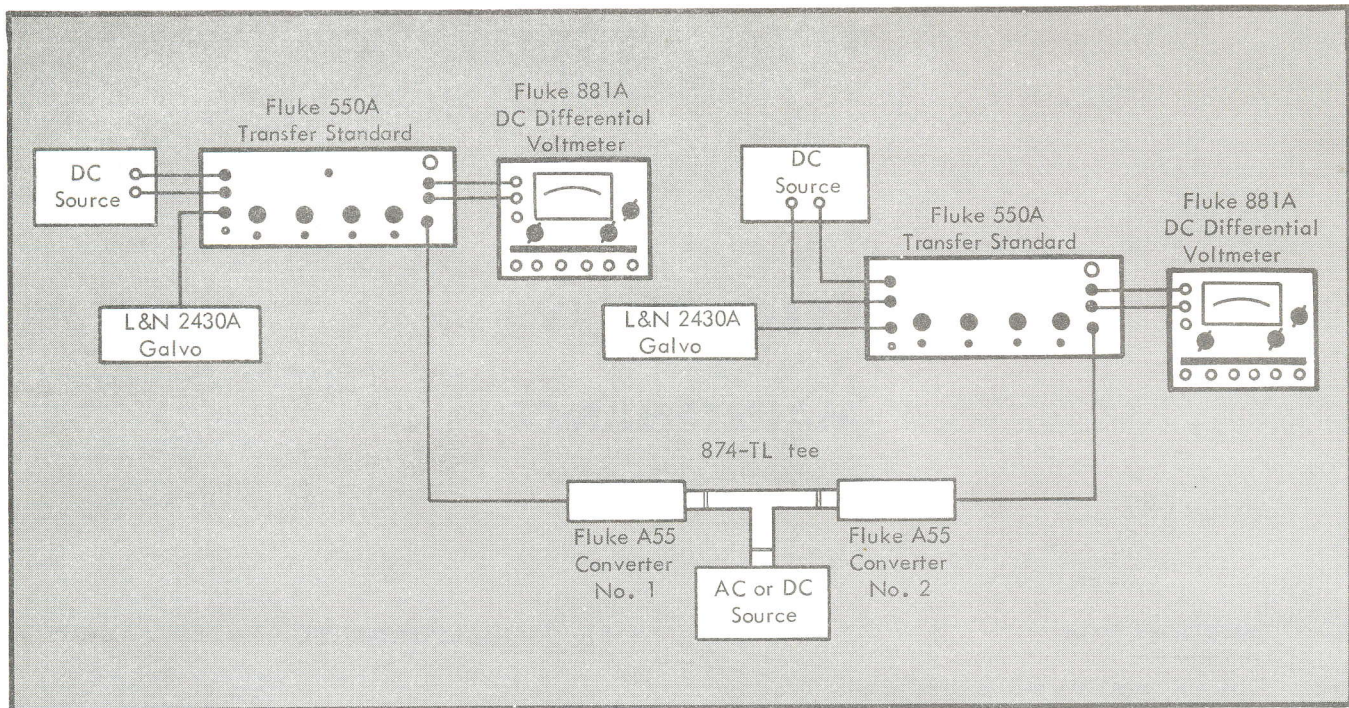 Fluke 550A
Transfer Standard
Fluke 881A
DC Differential
Voltmeter
DC
Source
L&N 2430A
Galvo
DC
Source
Fluke 550A
Transfer Standard
Fluke 881A
DC Differential
Voltmeter
L&N 2430A
Galvo
874-TL tee
Fluke A55
Converter
No. 1
AC or DC
Source
Fluke A55
Converter
No. 2